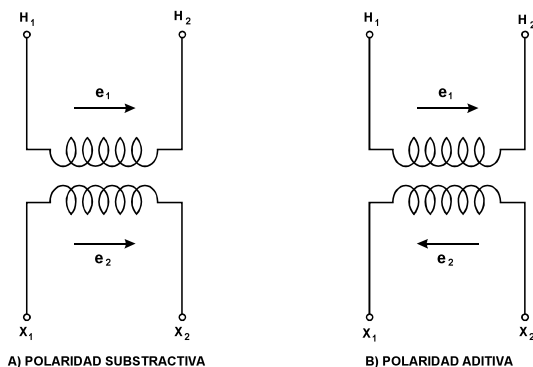 H1 H2
e1
e2
X1 X2
A) POLARIDAD SUBSTRACTIVA
H1 H2
e1
e2
X1 X2
B) POLARIDAD ADITIVA